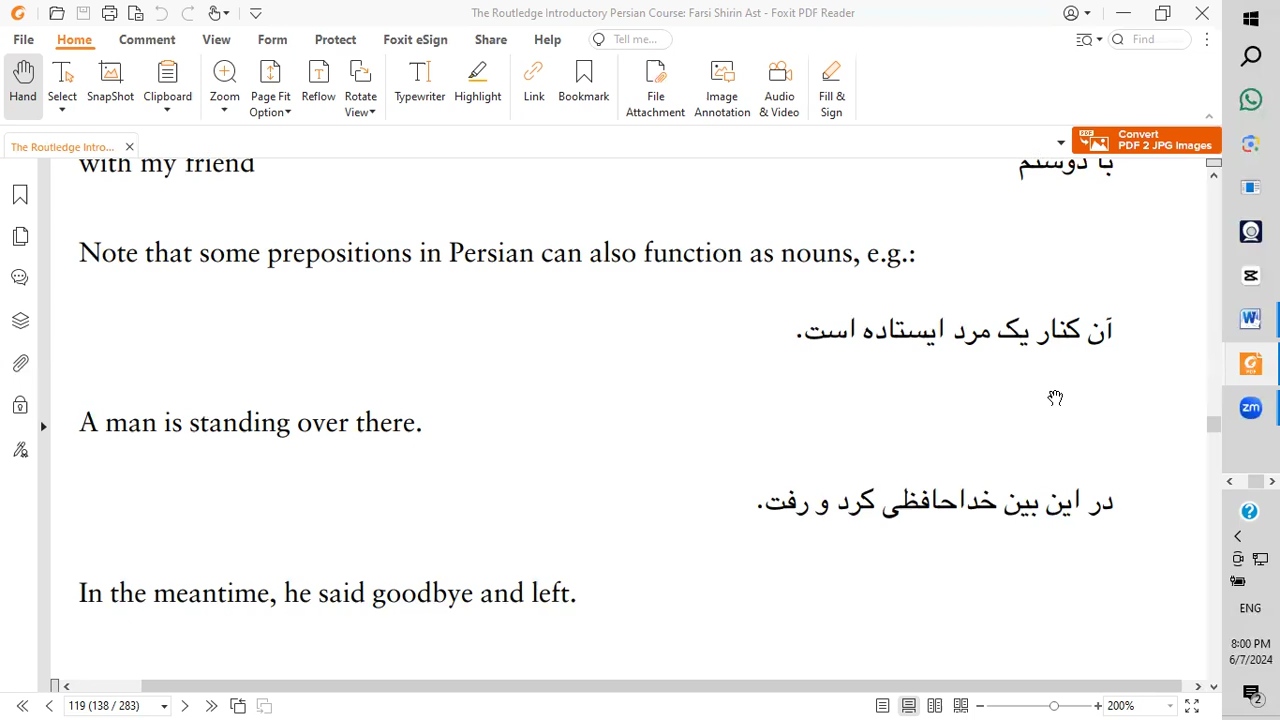 The Routledge Introductory Persian Course: Farsi Shirin Ast - Foxit PDF Reader
File Home Comment View Form Protect Foxit eSign Share Help Tell me... Find
Hand Select SnapShot Clipboard Zoom Page Fit Option Reflow Rotate View Typewriter Highlight Link Bookmark File Attachment Image Annotation Audio & Video Fill & Sign
The Routledge Intro...
Convert
PDF 2 JPG Images
with my friend
با دوستم
Note that some prepositions in Persian can also function as nouns, e.g.:
آن کنار یک مرد ایستاده است.
A man is standing over there.
در این بین خداحافظی کرد و رفت.
In the meantime, he said goodbye and left.
119 (138 / 283)
200%
W
PDF
zm
ENG
8:00 PM
6/7/2024
2